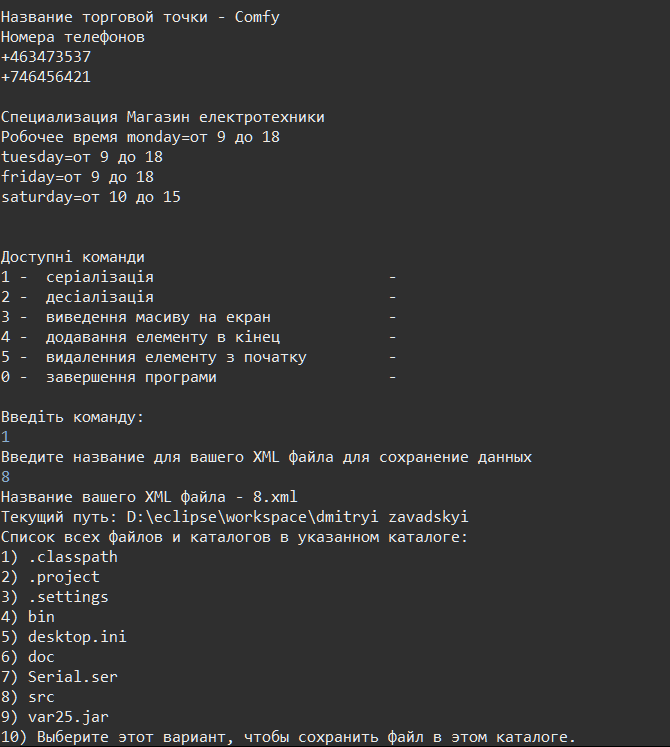 Название торговой точки - Comfy
Номера телефонов
+463473537
+746456421
Специализация Магазин електротехники
Робочее время monday=от 9 до 18
tuesday=от 9 до 18
friday=от 9 до 18
saturday=от 10 до 15
Доступні команди
1 -  серіалізація                          -
2 -  десіалізація                          -
3 -  виведення масиву на екран             -
4 -  додавання елементу в кінец            -
5 -  видаленния елементу з початку         -
0 -  завершення програми                   -
Введіть команду:
1
Введите название для вашего XML файла для сохранение данных
8
Название вашего XML файла - 8.xml
Текущий путь: D:\eclipse\workspace\dmitryi zavadskyi
Список всех файлов и каталогов в указанном каталоге:
1) .classpath
2) .project
3) .settings
4) bin
5) desktop.ini
6) doc
7) Serial.ser
8) src
9) var25.jar
10) Выберите этот вариант, чтобы сохранить файл в этом каталоге.